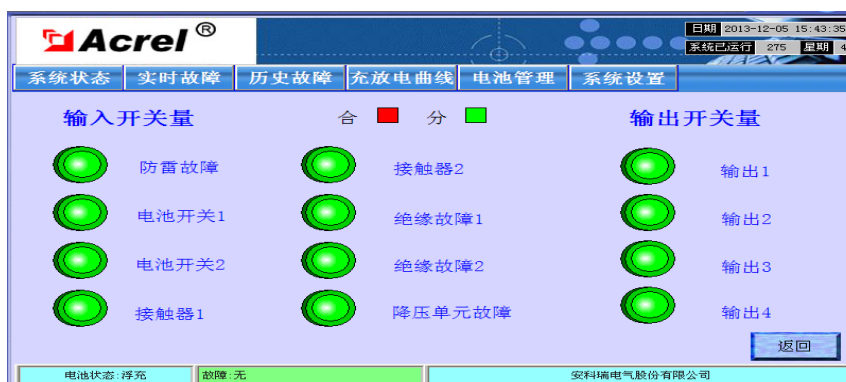 Acrel ®
日期 2013-12-05 15:43:35
系统已运行 275 星期 4
系统状态 实时故障 历史故障 充放电曲线 电池管理 系统设置
输入开关量 合 分 输出开关量
防雷故障 接触器2 输出1
电池开关1 绝缘故障1 输出2
电池开关2 绝缘故障2 输出3
接触器1 降压单元故障 输出4
返回
电池状态:浮充 故障:无 安科瑞电气股份有限公司